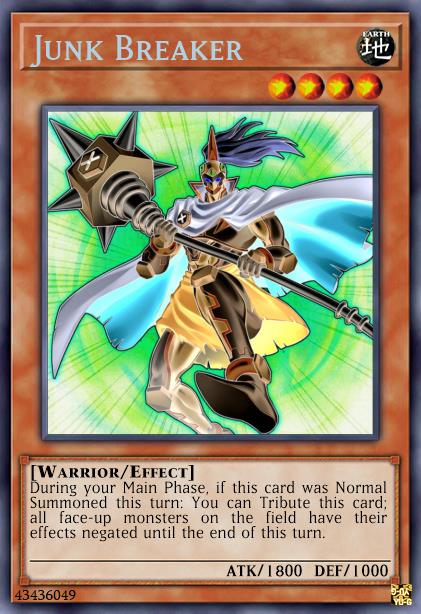 Junk Breaker
EARTH
地
[Warrior/Effect]
During your Main Phase, if this card was Normal
Summoned this turn: You can Tribute this card;
all face-up monsters on the field have their
effects negated until the end of this turn.
ATK/1800 DEF/1000
43436049